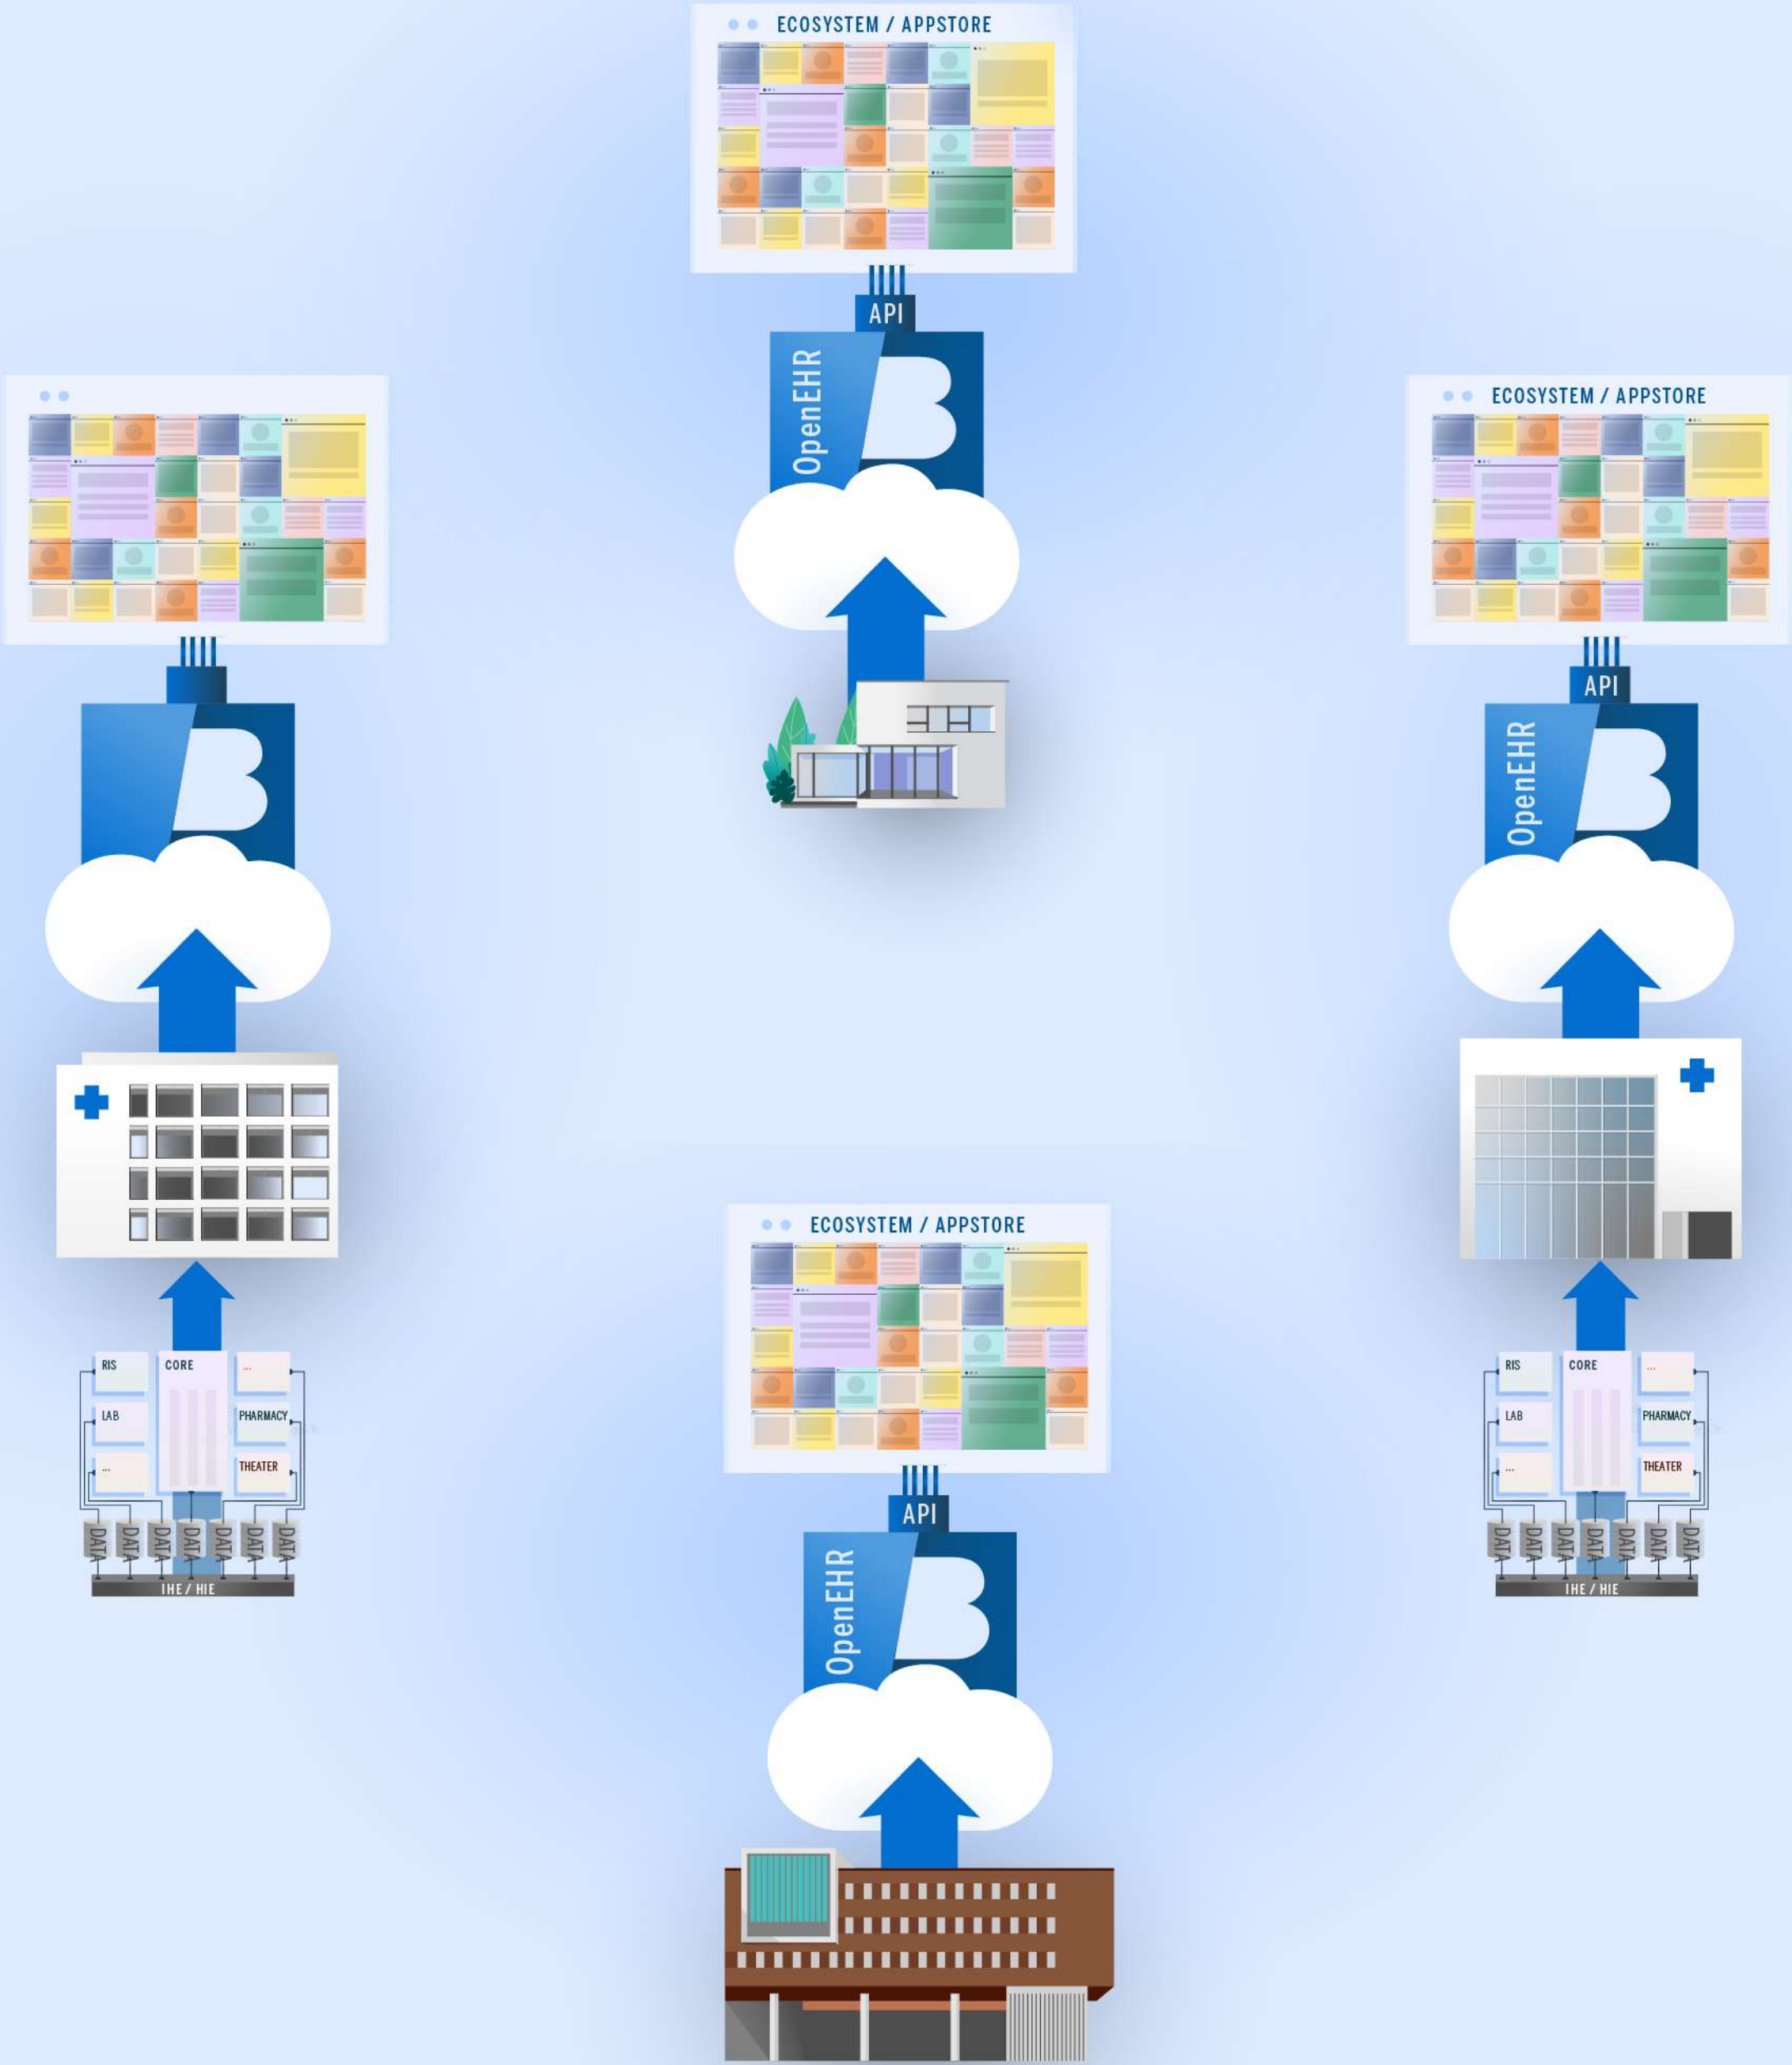 ECOSYSTEM / APPSTORE
API
OpenEHR
B
B
RIS
CORE
...
LAB
PHARMACY
...
THEATER
DATA
DATA
DATA
DATA
DATA
DATA
DATA
IHE / HIE
ECOSYSTEM / APPSTORE
API
OpenEHR
B
RIS
CORE
...
LAB
PHARMACY
...
THEATER
DATA
DATA
DATA
DATA
DATA
DATA
DATA
IHE / HIE
ECOSYSTEM / APPSTORE
API
OpenEHR
B